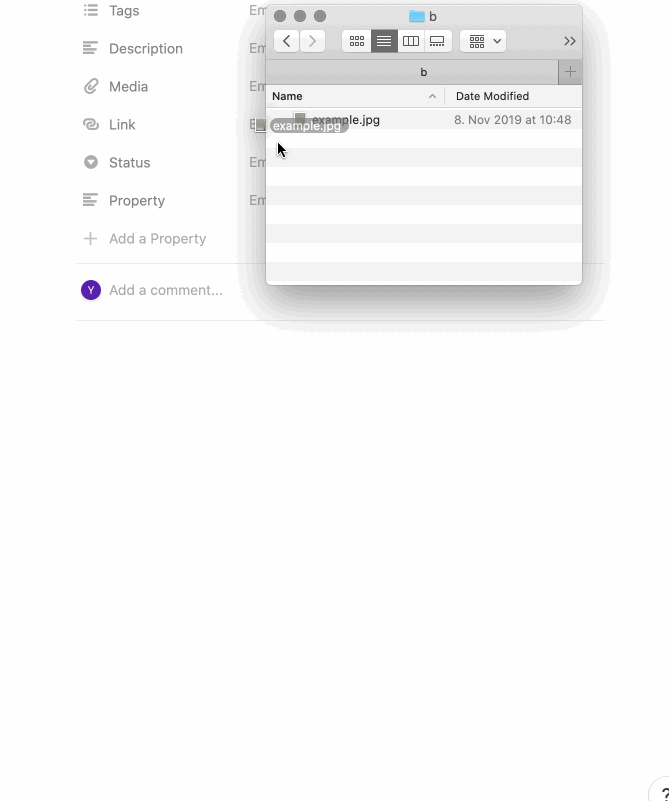 b
b
Name
Date Modified
example.jpg
8. Nov 2019 at 10:48
example.jpg
Tags
Em
Description
Em
Media
Em
Link
E
Status
Em
Property
Em
Add a Property
Y
Add a comment...
?